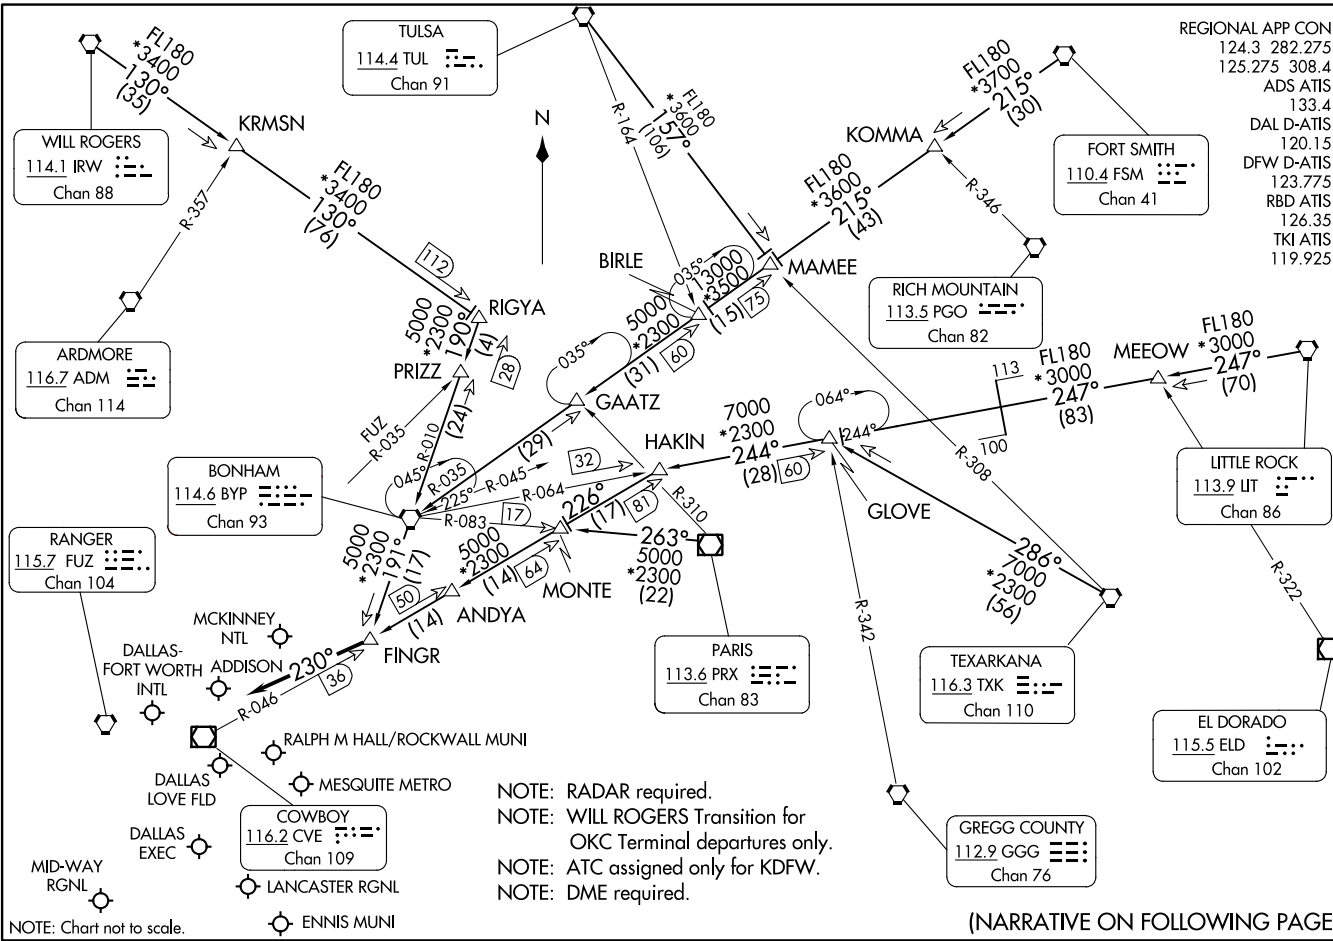 REGIONAL APP CON
124.3 282.275
125.275 308.4
ADS ATIS
133.4
DAL D-ATIS
120.15
DFW D-ATIS
123.775
RBD ATIS
126.35
TKI ATIS
119.925
TULSA
114.4 TUL
Chan 91
WILL ROGERS
114.1 IRW
Chan 88
FL180
*3400
130°
(35)
KRMSN
FL180
*3400
130°
(76)
R-357
ARDMORE
116.7 ADM
Chan 114
N
R-164
FL180
*3600
157°
(106)
FL180
*3700
215°
(30)
KOMMA
FORT SMITH
110.4 FSM
Chan 41
FL180
*3600
215°
(43)
R-346
RICH MOUNTAIN
113.5 PGO
Chan 82
BIRLE
MAMEE
035°
13000
*3500
(15)
75
112
RIGYA
5000
*2300
190°
(4)
28
PRIZZ
5000
*2300
(31)
60
035°
GAATZ
(29)
FUZ
R-035
R-010
(24)
045°
R-035
225°
R-045
R-064
32
R-083
17
BONHAM
114.6 BYP
Chan 93
HAKIN
7000
*2300
244°
(28)
60
064°
244°
GLOVE
113
100
FL180
*3000
247°
(83)
MEEOW
FL180
*3000
247°
(70)
LITTLE ROCK
113.9 LIT
Chan 86
R-308
R-310
226°
(17)
81
263°
5000
*2300
(22)
MONTE
5000
*2300
(14)
64
ANDYA
5000
*2300
191°
(17)
50
(14)
FINGR
230°
R-046
36
RANGER
115.7 FUZ
Chan 104
286°
7000
*2300
(56)
R-322
R-342
PARIS
113.6 PRX
Chan 83
TEXARKANA
116.3 TXK
Chan 110
EL DORADO
115.5 ELD
Chan 102
GREGG COUNTY
112.9 GGG
Chan 76
MCKINNEY
NTL
DALLAS-
FORT WORTH
INTL
ADDISON
RALPH M HALL/ROCKWALL MUNI
DALLAS
LOVE FLD
MESQUITE METRO
COWBOY
116.2 CVE
Chan 109
DALLAS
EXEC
MID-WAY
RGNL
LANCASTER RGNL
ENNIS MUNI
NOTE: RADAR required.
NOTE: WILL ROGERS Transition for
OKC Terminal departures only.
NOTE: ATC assigned only for KDFW.
NOTE: DME required.
NOTE: Chart not to scale.
(NARRATIVE ON FOLLOWING PAGE